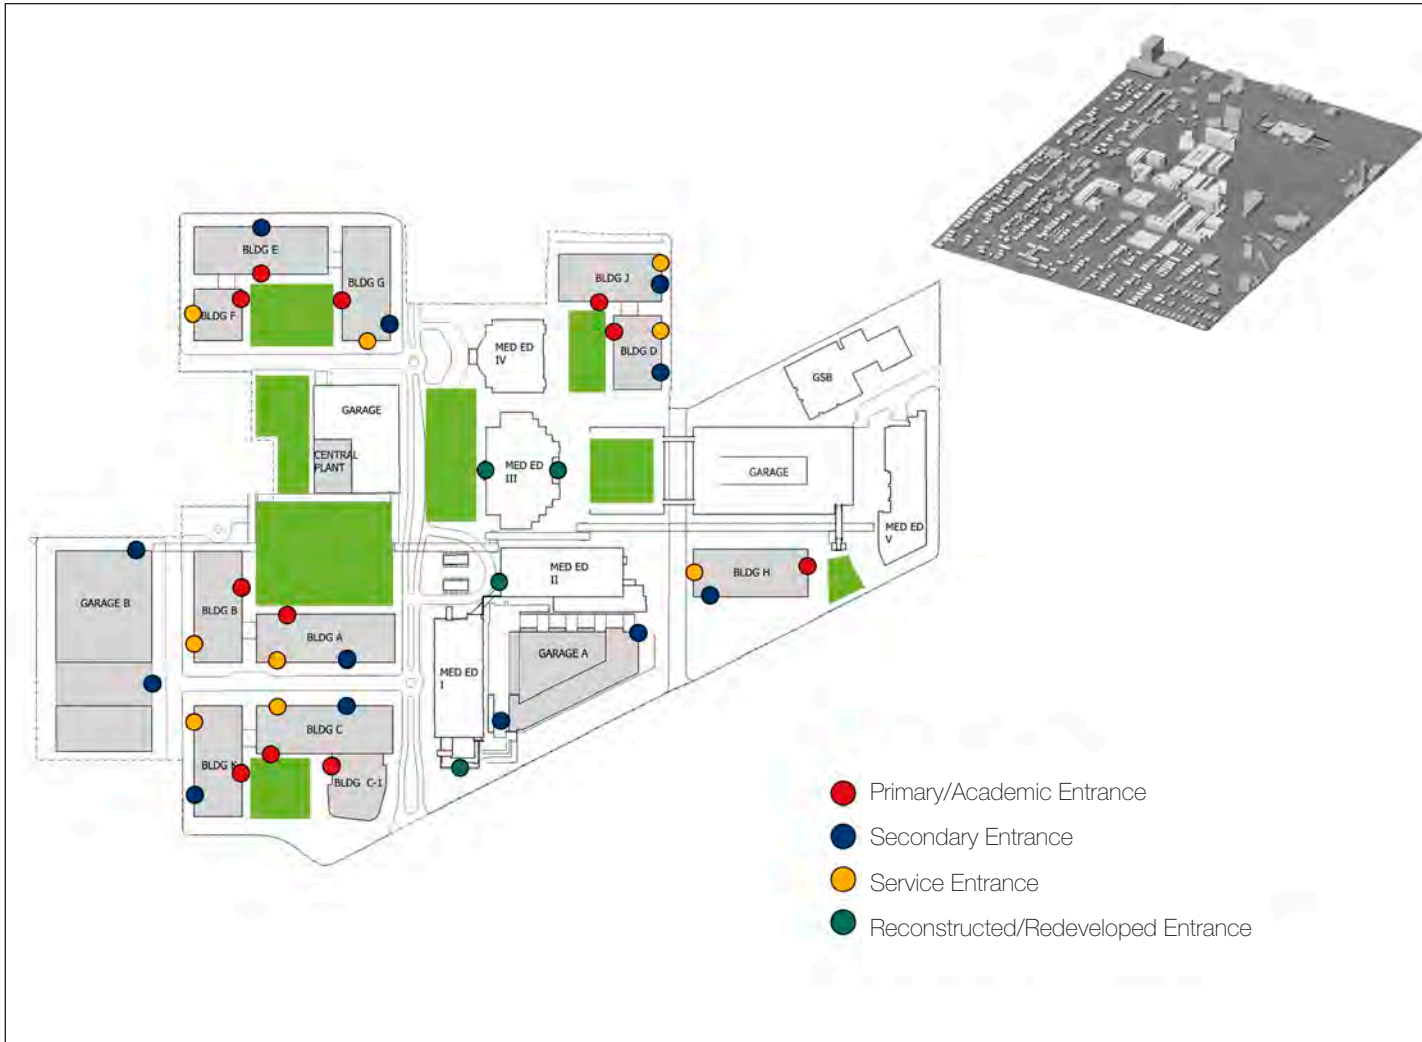 BLDG E
BLDG G
BLDG F
BLDG J
BLDG D
MED ED
IV
GSB
GARAGE
CENTRAL
PLANT
MED ED
III
GARAGE
MED ED
V
MED ED
II
BLDG H
GARAGE B
BLDG B
BLDG A
MED ED
I
GARAGE A
BLDG C
BLDG K
BLDG C-1
Primary/Academic Entrance
Secondary Entrance
Service Entrance
Reconstructed/Redeveloped Entrance